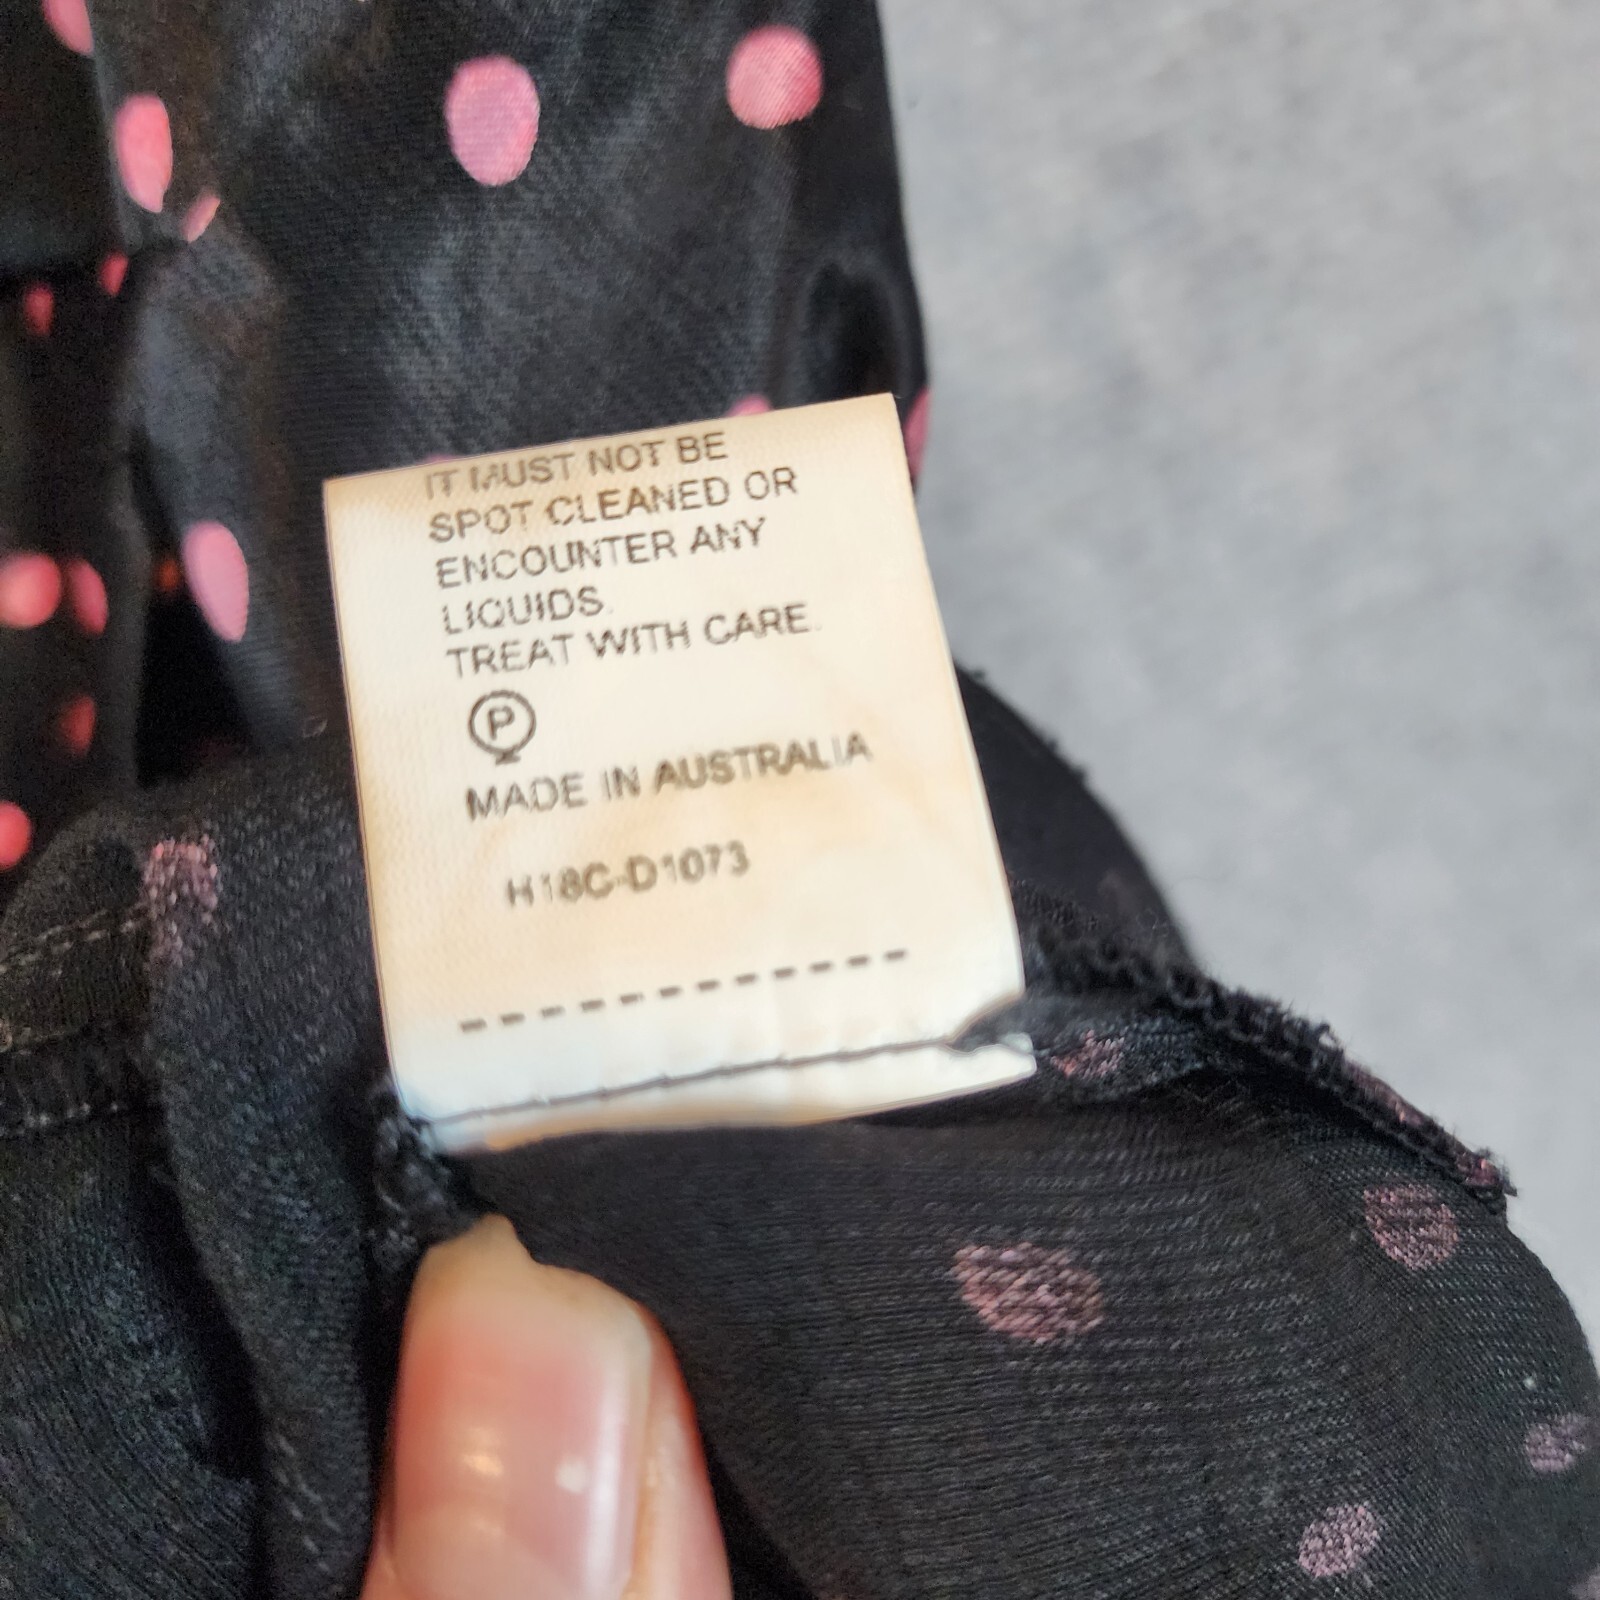 IT MUST NOT BE
SPOT CLEANED OR
ENCOUNTER ANY
LIQUIDS.
TREAT WITH CARE.
P
MADE IN AUSTRALIA
H18C-D1073